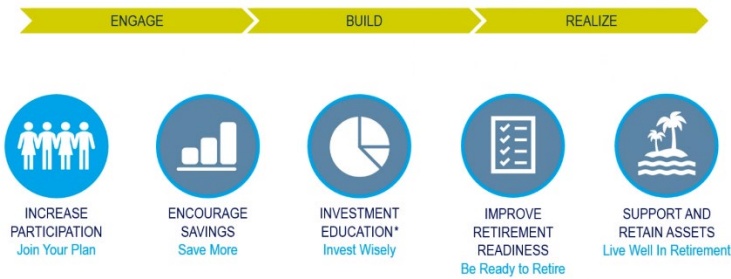 ENGAGE
BUILD
REALIZE
INCREASE
PARTICIPATION
Join Your Plan
ENCOURAGE
SAVINGS
Save More
INVESTMENT
EDUCATION*
Invest Wisely
IMPROVE
RETIREMENT
READINESS
Be Ready to Retire
SUPPORT AND
RETAIN ASSETS
Live Well In Retirement